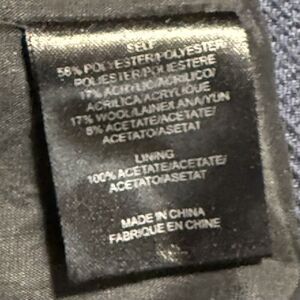 SELF
58% POLYESTER/POLYESTER/
POLIESTER/POLIESTERE
17% ACRYLIC/ACRILICO/
ACRILICA/ACRYLIQUE
17% WOOL/LAINE/LANA/YUN
8% ACETATE/ACETATE/
ACETATO/ASETAT
LINING
100% ACETATE/ACETATE/
ACETATO/ASETAT
MADE IN CHINA
FABRIQUE EN CHINE